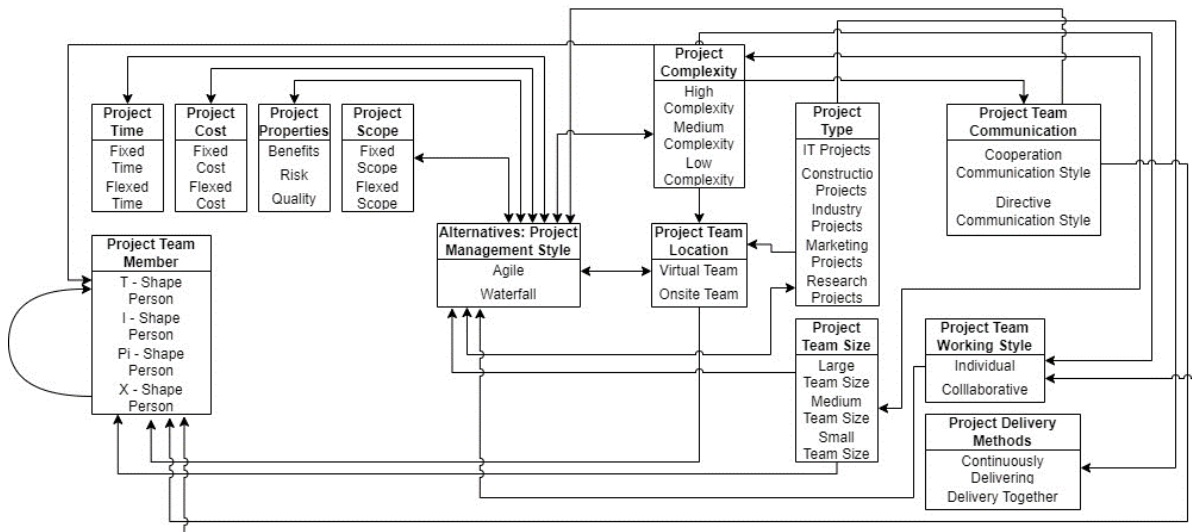 Project
Time
Fixed
Time
Flexed
Time
Project
Cost
Fixed
Cost
Flexed
Cost
Project
Properties
Benefits
Risk
Quality
Project
Scope
Fixed
Scope
Flexed
Scope
Project
Complexity
High
Complexity
Medium
Complexity
Low
Complexity
Project
Type
IT Projects
Constructio
Projects
Industry
Projects
Marketing
Projects
Research
Projects
Project Team
Communication
Cooperation
Communication Style
Directive
Communication Style
Project Team
Member
T - Shape
Person
I - Shape
Person
Pi - Shape
Person
X - Shape
Person
Alternatives: Project
Management Style
Agile
Waterfall
Project Team
Location
Virtual Team
Onsite Team
Project
Team Size
Large
Team Size
Medium
Team Size
Small
Team Size
Project Team
Working Style
Individual
Colllaborative
Project Delivery
Methods
Continuously
Delivering
Delivery Together